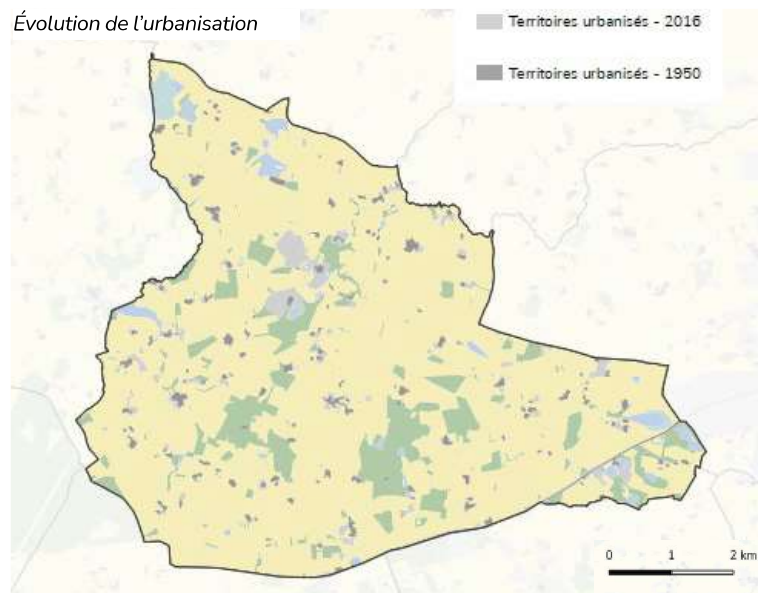 Évolution de l'urbanisation
Territoires urbanisés - 2016
Territoires urbanisés - 1950
0 1 2 km